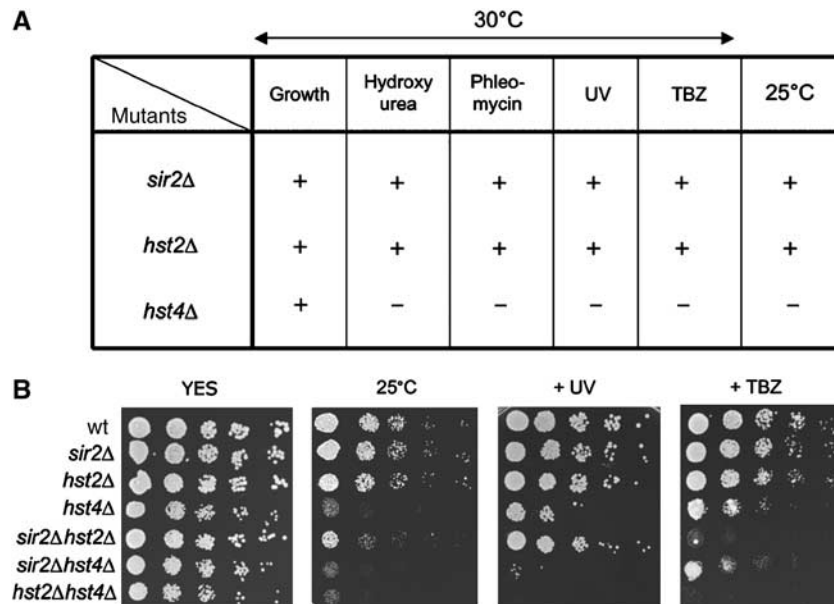 A
30°C
Mutants
Growth
Hydroxy
urea
Phleo-
mycin
UV
TBZ
25°C
sir2Δ + + + + + +
hst2Δ + + + + + +
hst4Δ + – – – – –
B
YES 25°C + UV + TBZ
wt
sir2Δ
hst2Δ
hst4Δ
sir2Δhst2Δ
sir2Δhst4Δ
hst2Δhst4Δ